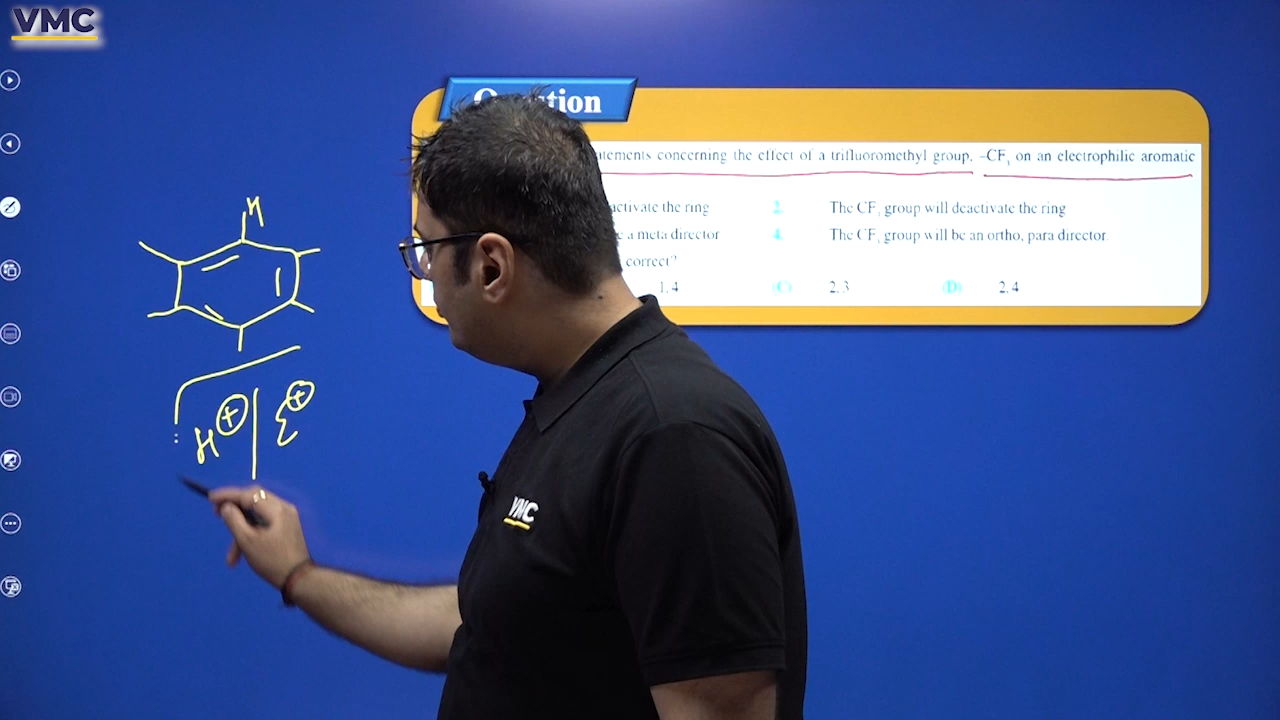 VMC
Question
atements concerning the effect of a trifluoromethyl group, –CF₃ on an electrophilic aromatic
activate the ring 2. The CF₃ group will deactivate the ring
e a meta director 4. The CF₃ group will be an ortho, para director.
correct?
1, 4 (C) 2, 3 (D) 2, 4
H
H⊕ E⊕
VMC